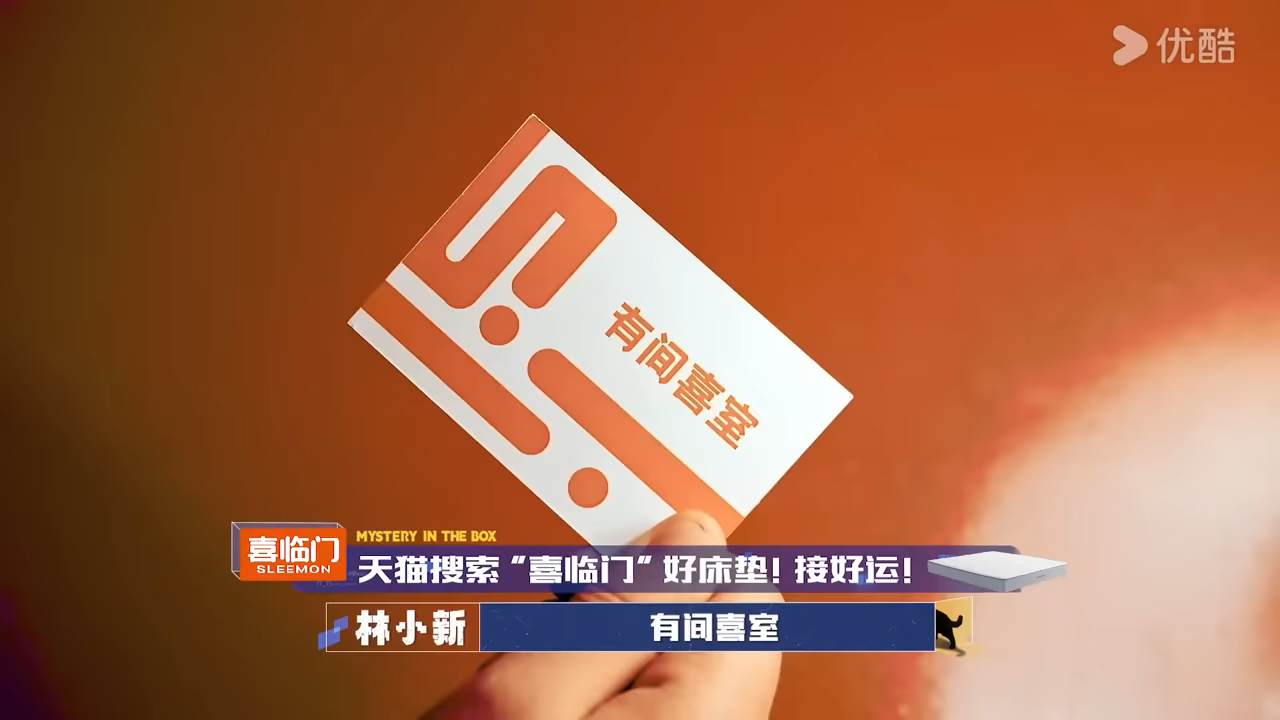 优酷
有间喜室
喜临门
SLEEMON
MYSTERY IN THE BOX
天猫搜索“喜临门”好床垫！接好运！
林小新
有间喜室